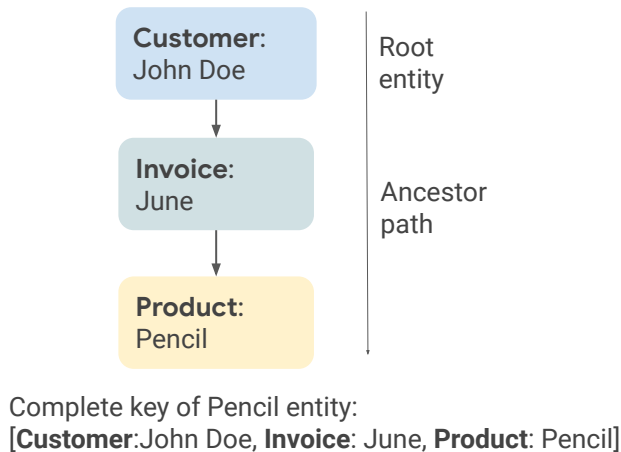 Customer:
John Doe
Root
entity
Invoice:
June
Ancestor
path
Product:
Pencil
Complete key of Pencil entity:
[Customer:John Doe, Invoice: June, Product: Pencil]